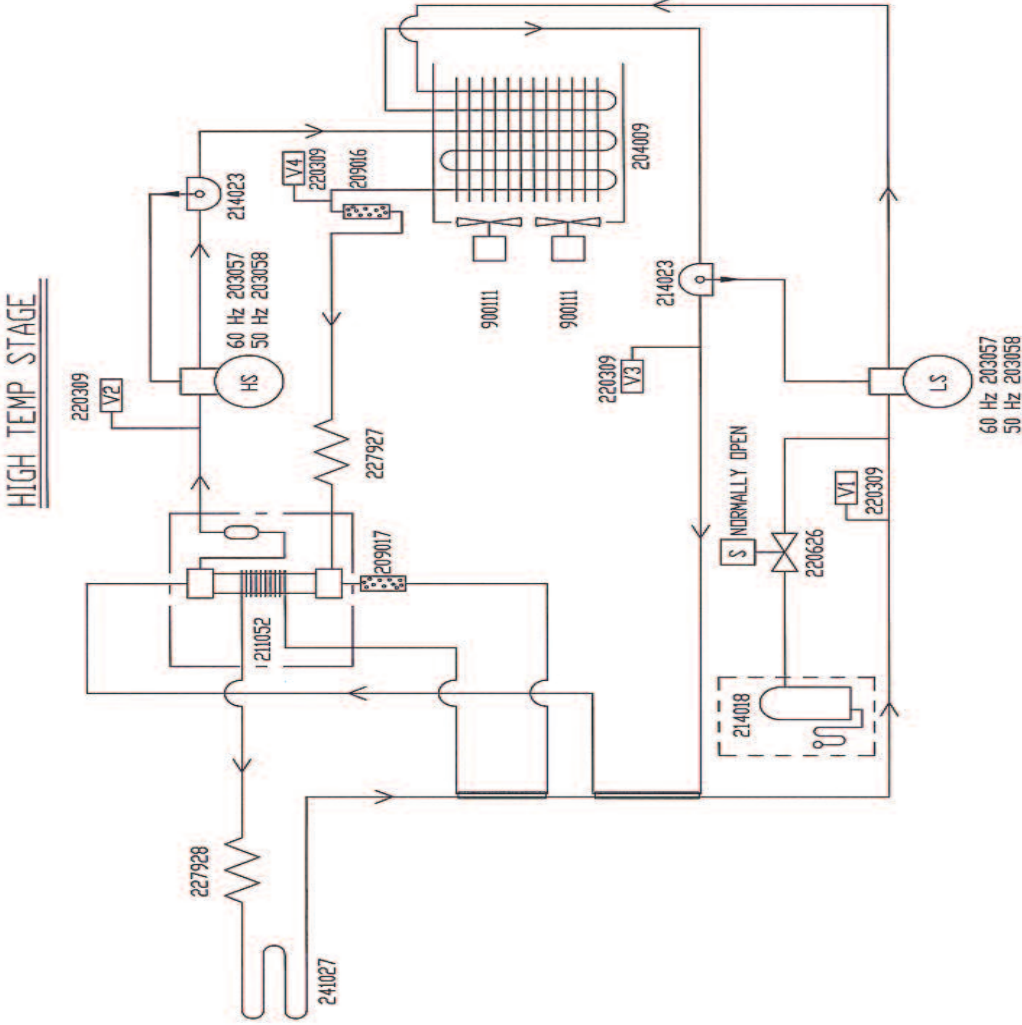 HIGH TEMP STAGE
220309
V2
HS
60 Hz 203057
50 Hz 203058
214023
V4
220309
209016
204009
900111
900111
227927
211052
209017
227928
241027
214023
220309
V3
S
NORMALLY OPEN
220626
V1
220309
214018
LS
60 Hz 203057
50 Hz 203058